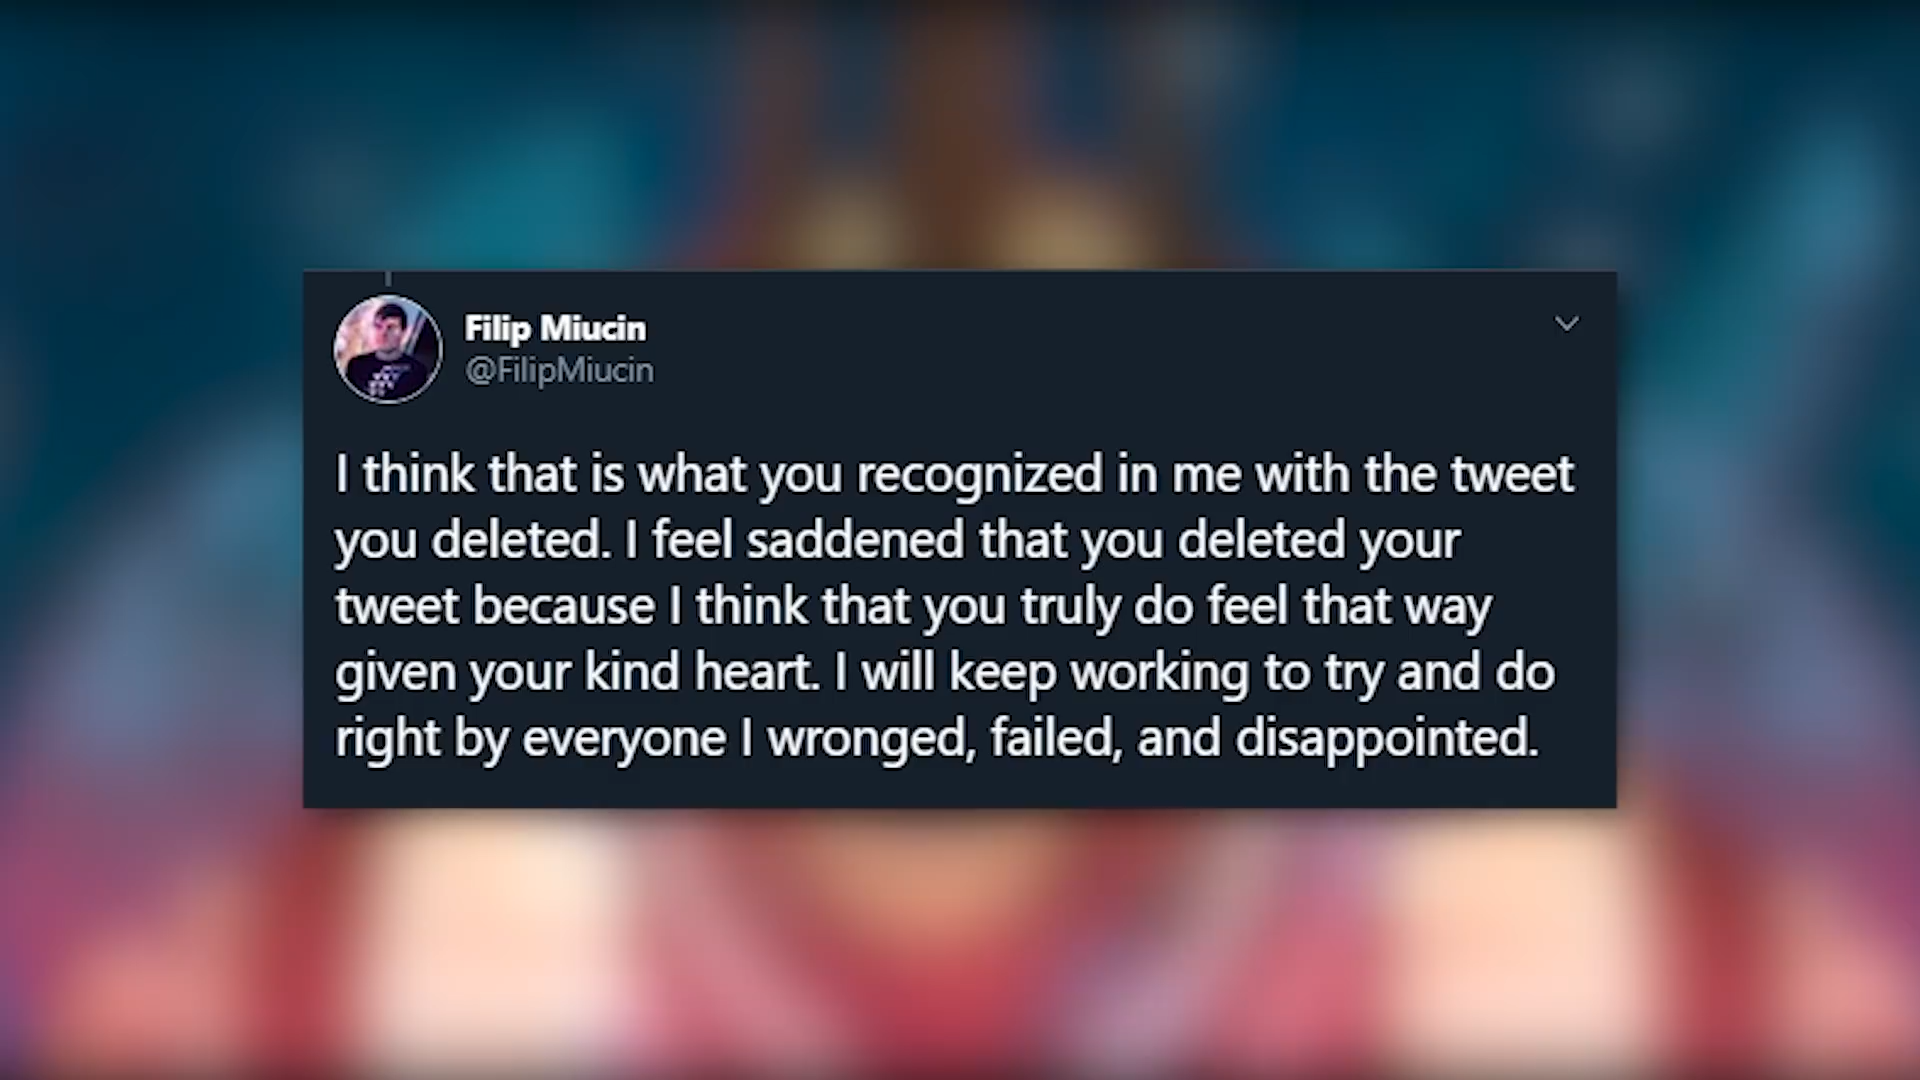 Filip Miucin
@FilipMiucin
I think that is what you recognized in me with the tweet
you deleted. I feel saddened that you deleted your
tweet because I think that you truly do feel that way
given your kind heart. I will keep working to try and do
right by everyone I wronged, failed, and disappointed.